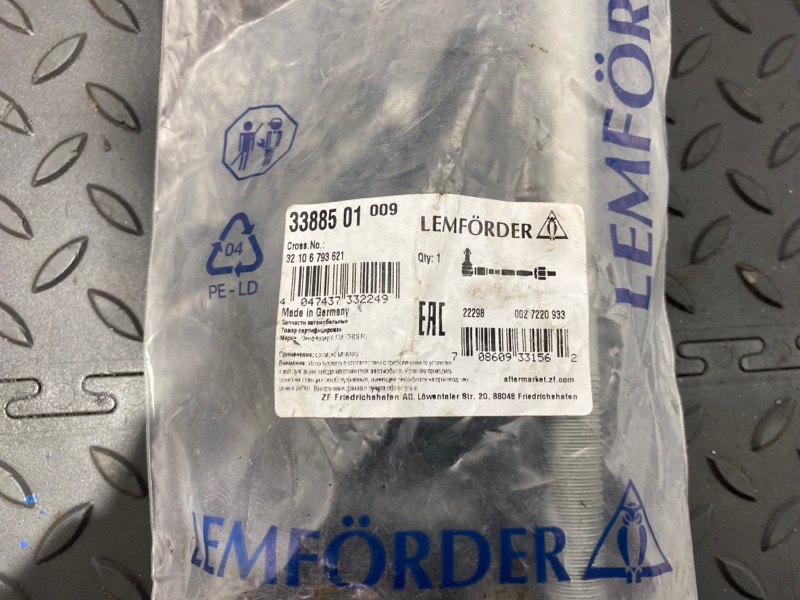 LEMFÖRDER
33885 01 009
LEMFÖRDER
Cross.No.:
32 10 6 793 621
Qty: 1
4 047437 332249
Made in Germany
Запчасти автомобильные
Товар сертифицирован
EAC
22298 002 7220 933
7 08609 33156 2
aftermarket.zf.com
ZF Friedrichshafen AG, Löwentaler Str. 20, 88046 Friedrichshafen
04
PE-LD
LEMFÖRDER